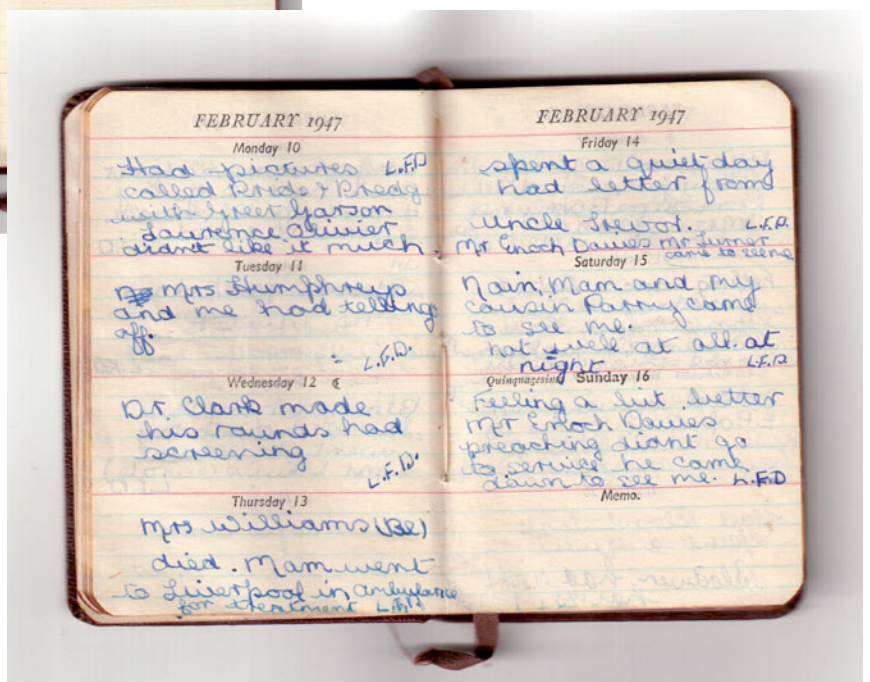 FEBRUARY 1947
Monday 10
Had pictures L.F.D
called Pride & Predg
with Greet Garson
Laurence Olivier
didn't like it much.
Tuesday 11
Mrs Humphreys
and me had telling
off.
L.F.D.
Wednesday 12
Dr. Clark made
his rounds had
screening
L.F.D.
Thursday 13
Mrs Williams (Be)
died. Mam went
to Liverpool in ambulance
for treatment L.F.D
FEBRUARY 1947
Friday 14
spent a quiet day
had letter from
Uncle Trevor. L.F.D.
Mr Enoch Davies Mr Turner
came to see me
Saturday 15
Nain, Mam and my
cousin Parry came
to see me.
not well at all. at
night L.F.D.
Quinquagesima Sunday 16
Feeling a bit better
Mr Enoch Davies
preaching didnt go
to service he came
down to see me. L.F.D
Memo.